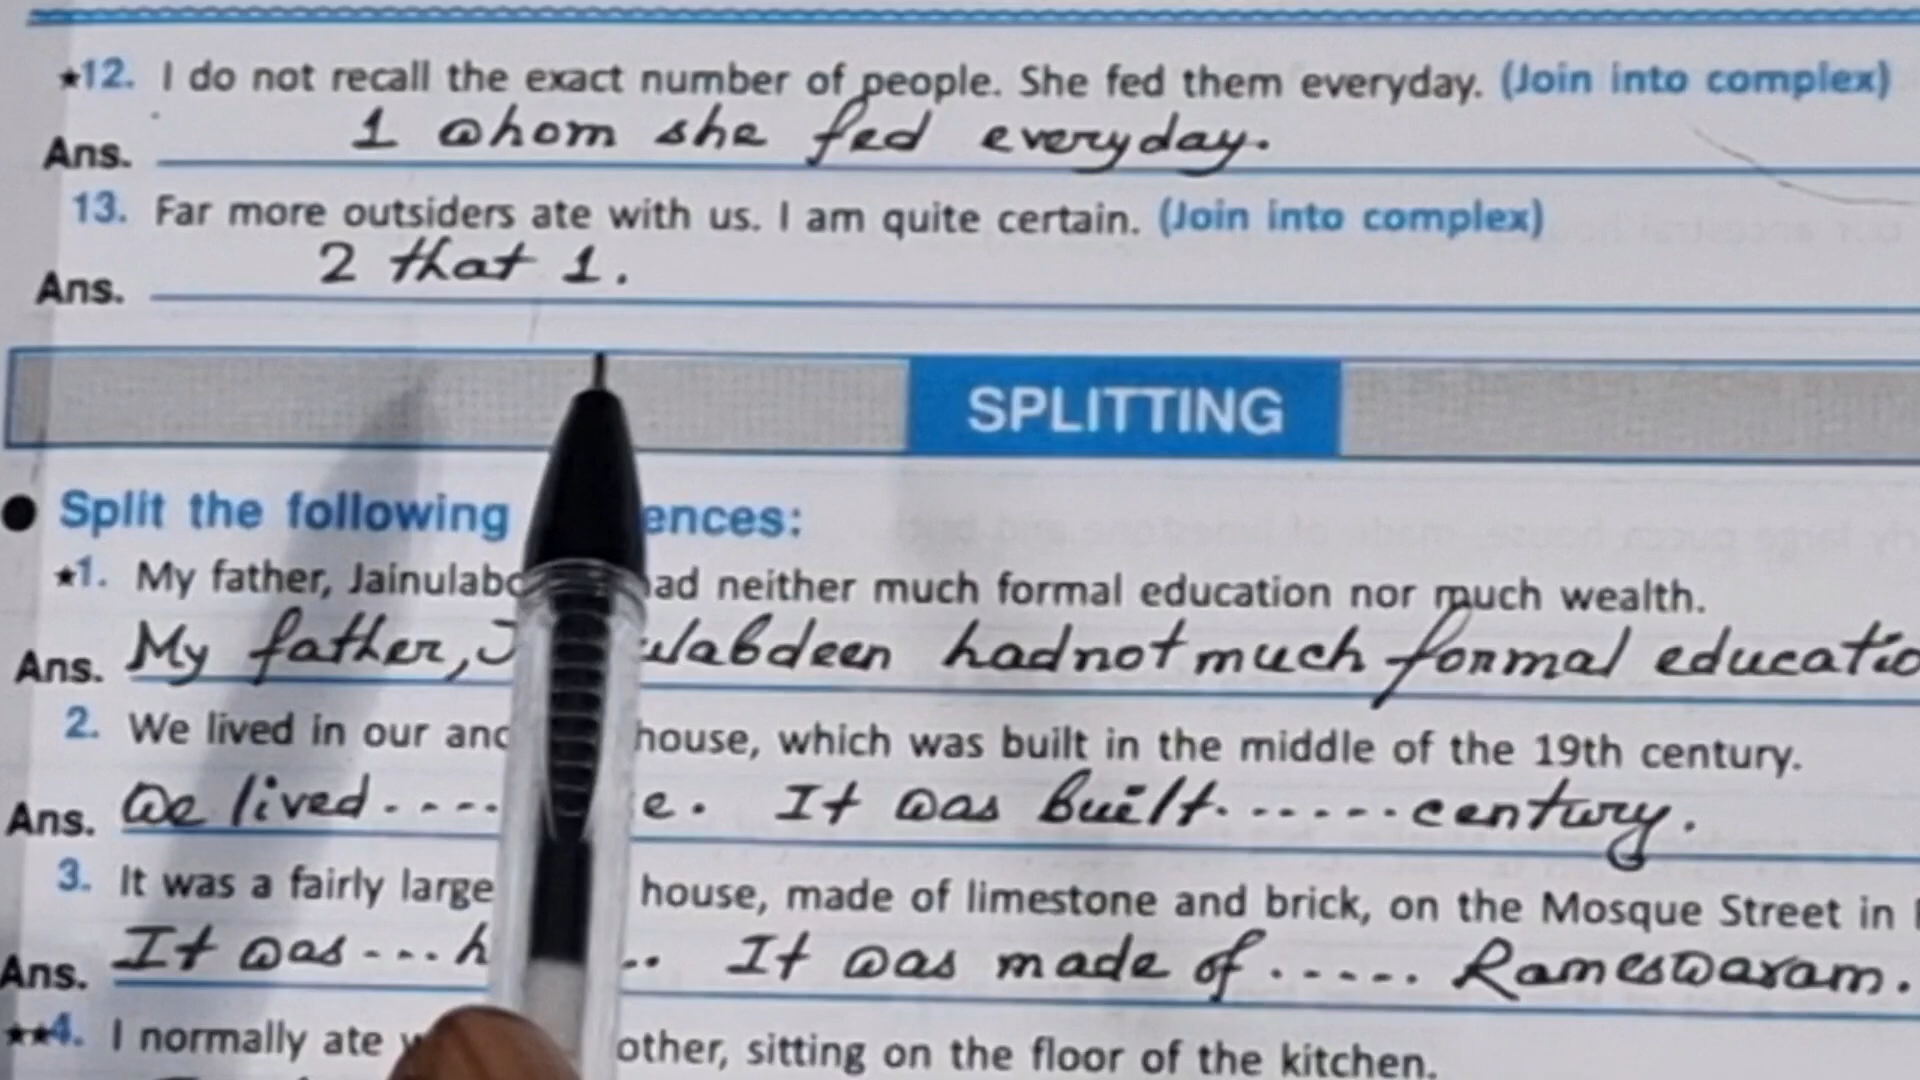 ★12. I do not recall the exact number of people. She fed them everyday. (Join into complex)
Ans. 1 whom she fed everyday.
13. Far more outsiders ate with us. I am quite certain. (Join into complex)
Ans. 2 that 1.
SPLITTING
● Split the following ences:
★1. My father, Jainulabd ad neither much formal education nor much wealth.
Ans. My father, J ulabdeen hadnot much formal educatio
2. We lived in our anc house, which was built in the middle of the 19th century.
Ans. We lived.---- e. It was built.-----century.
3. It was a fairly large house, made of limestone and brick, on the Mosque Street in
Ans. It was---h .. It was made of.----. Rameswaram.
★★4. I normally ate other, sitting on the floor of the kitchen.